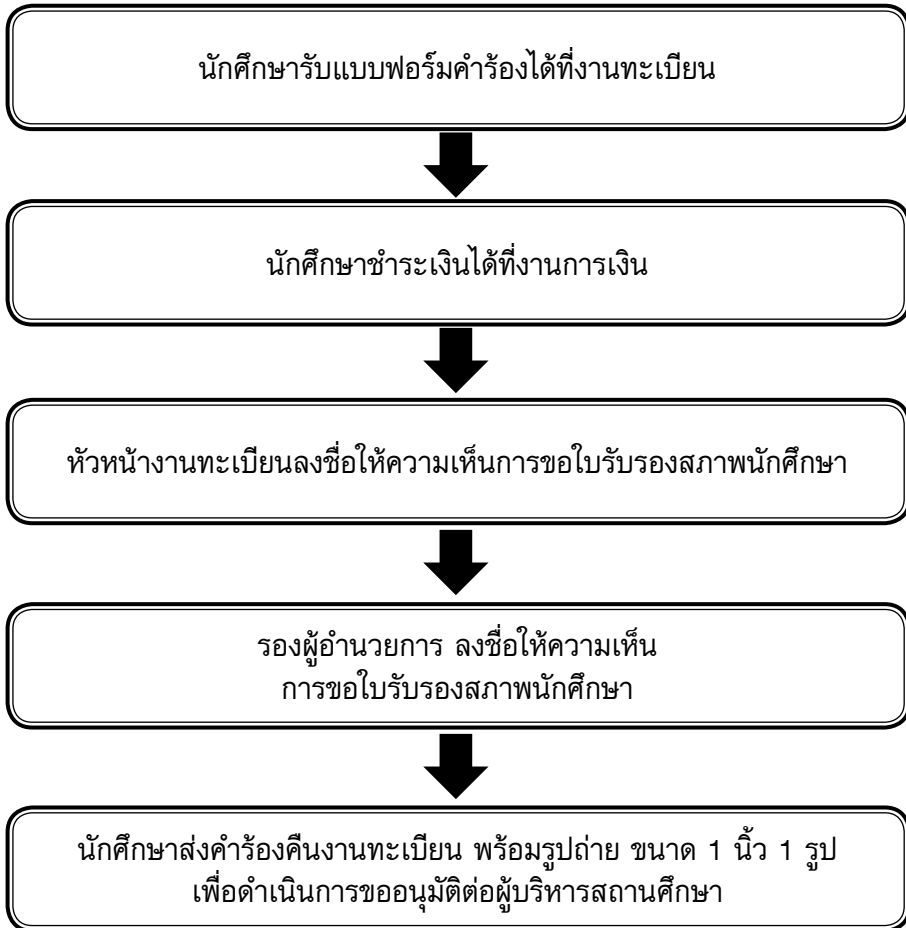 นักศึกษารับแบบฟอร์มคำร้องได้ที่งานทะเบียน
นักศึกษาชำระเงินได้ที่งานการเงิน
หัวหน้างานทะเบียนลงชื่อให้ความเห็นการขอใบรับรองสภาพนักศึกษา
รองผู้อำนวยการ ลงชื่อให้ความเห็น
การขอใบรับรองสภาพนักศึกษา
นักศึกษาส่งคำร้องคืนงานทะเบียน พร้อมรูปถ่าย ขนาด 1 นิ้ว 1 รูป
เพื่อดำเนินการขออนุมัติต่อผู้บริหารสถานศึกษา